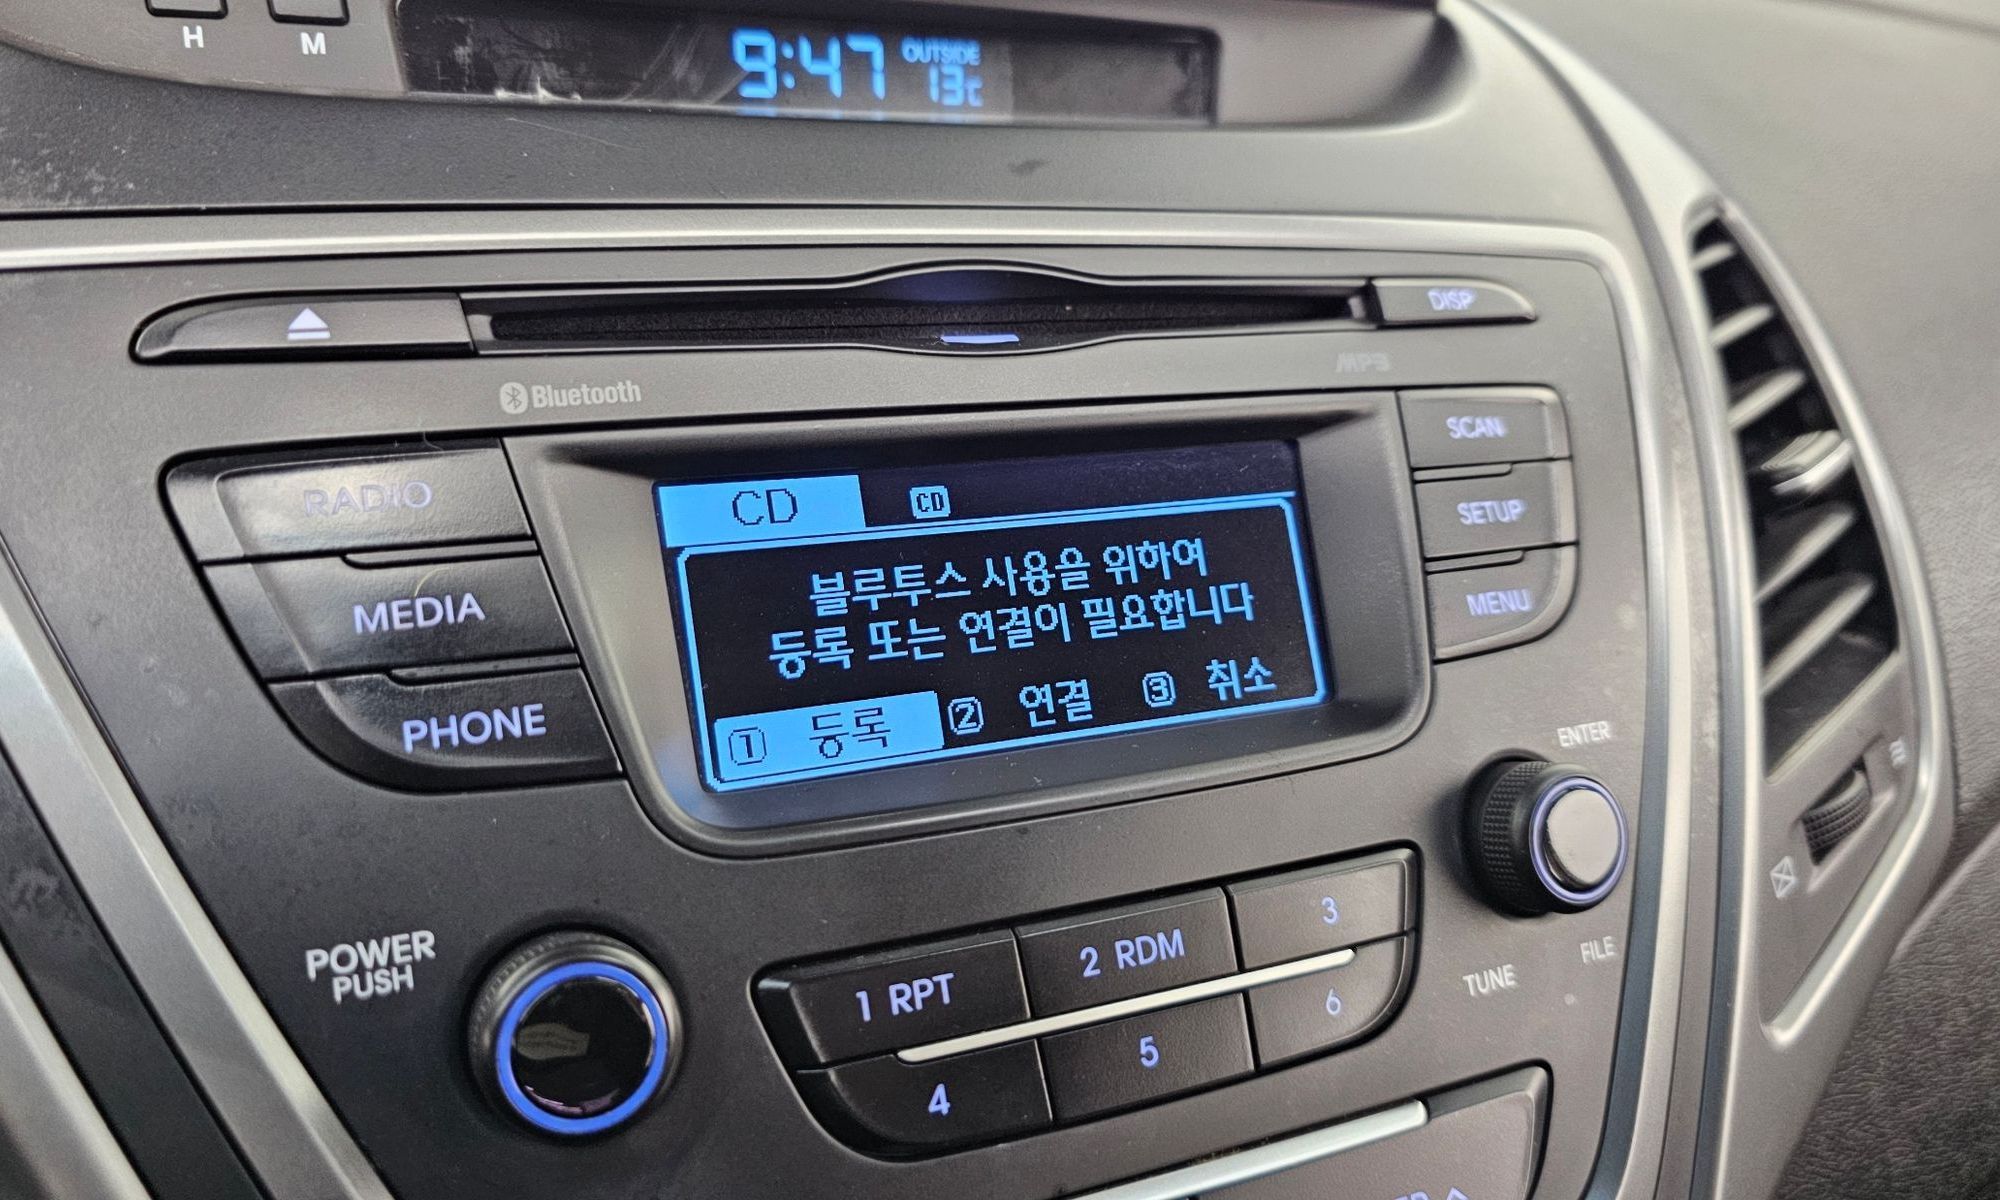 H
M
9:47
OUTSIDE
13c
DISP
Bluetooth
MP3
RADIO
MEDIA
PHONE
SCAN
SETUP
MENU
CD
CD
블루투스 사용을 위하여
등록 또는 연결이 필요합니다
1 등록
2 연결
3 취소
ENTER
TUNE
FILE
POWER
PUSH
1 RPT
2 RDM
3
4
5
6